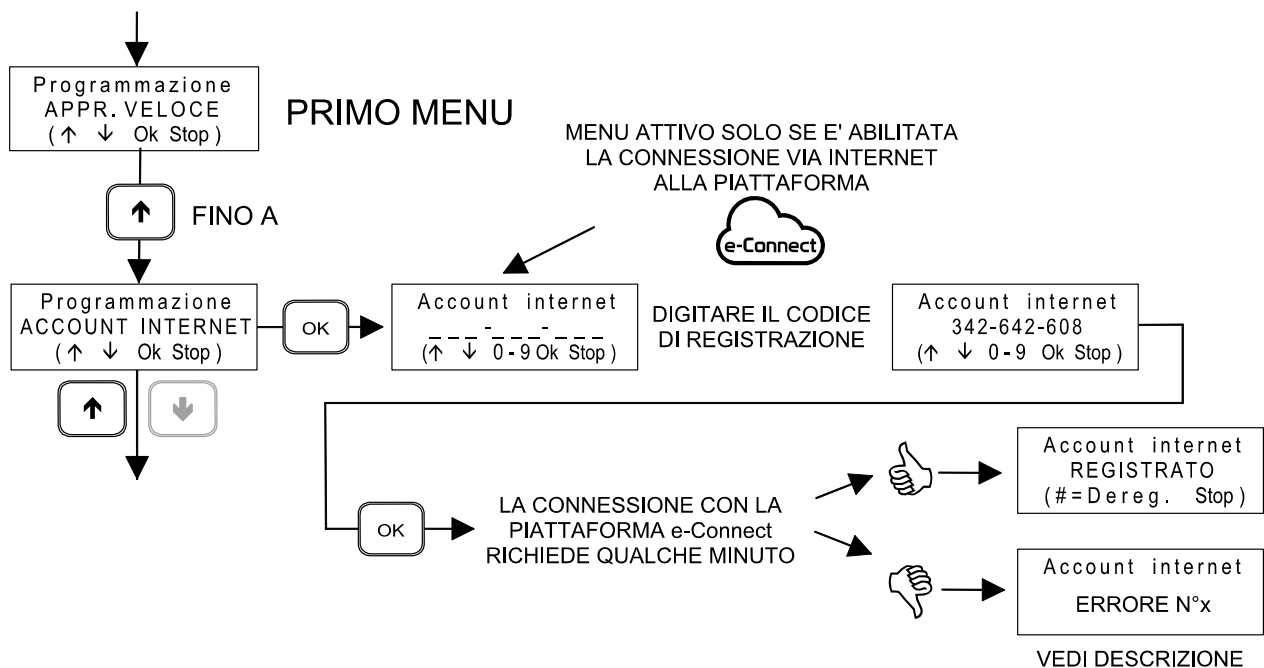 Programmazione
APPR. VELOCE
(↑ ↓ Ok Stop)
PRIMO MENU
MENU ATTIVO SOLO SE E' ABILITATA
LA CONNESSIONE VIA INTERNET
ALLA PIATTAFORMA
e-Connect
↑
FINO A
Programmazione
ACCOUNT INTERNET
(↑ ↓ Ok Stop)
OK
Account internet
_ _ _-_ _ _-_ _ _
(↑ ↓ 0-9 Ok Stop)
DIGITARE IL CODICE
DI REGISTRAZIONE
Account internet
342-642-608
(↑ ↓ 0-9 Ok Stop)
↑ ↓
OK
LA CONNESSIONE CON LA
PIATTAFORMA e-Connect
RICHIEDE QUALCHE MINUTO
Account internet
REGISTRATO
(#=Dereg. Stop)
Account internet
ERRORE N°x
VEDI DESCRIZIONE